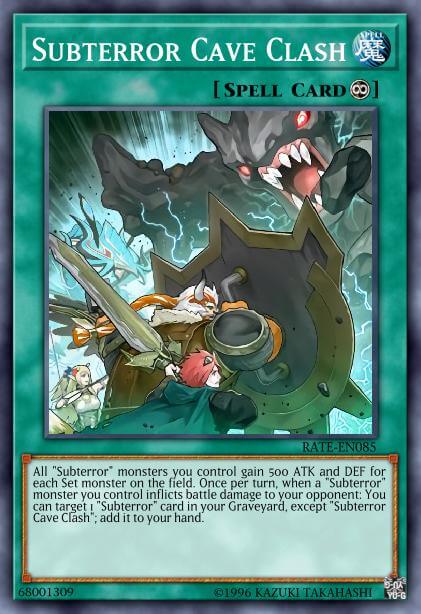 SUBTERROR CAVE CLASH
SPELL
魔
[SPELL CARD]
RATE-EN085
All "Subterror" monsters you control gain 500 ATK and DEF for
each Set monster on the field. Once per turn, when a "Subterror"
monster you control inflicts battle damage to your opponent: You
can target 1 "Subterror" card in your Graveyard, except "Subterror
Cave Clash"; add it to your hand.
68001309
©1996 KAZUKI TAKAHASHI